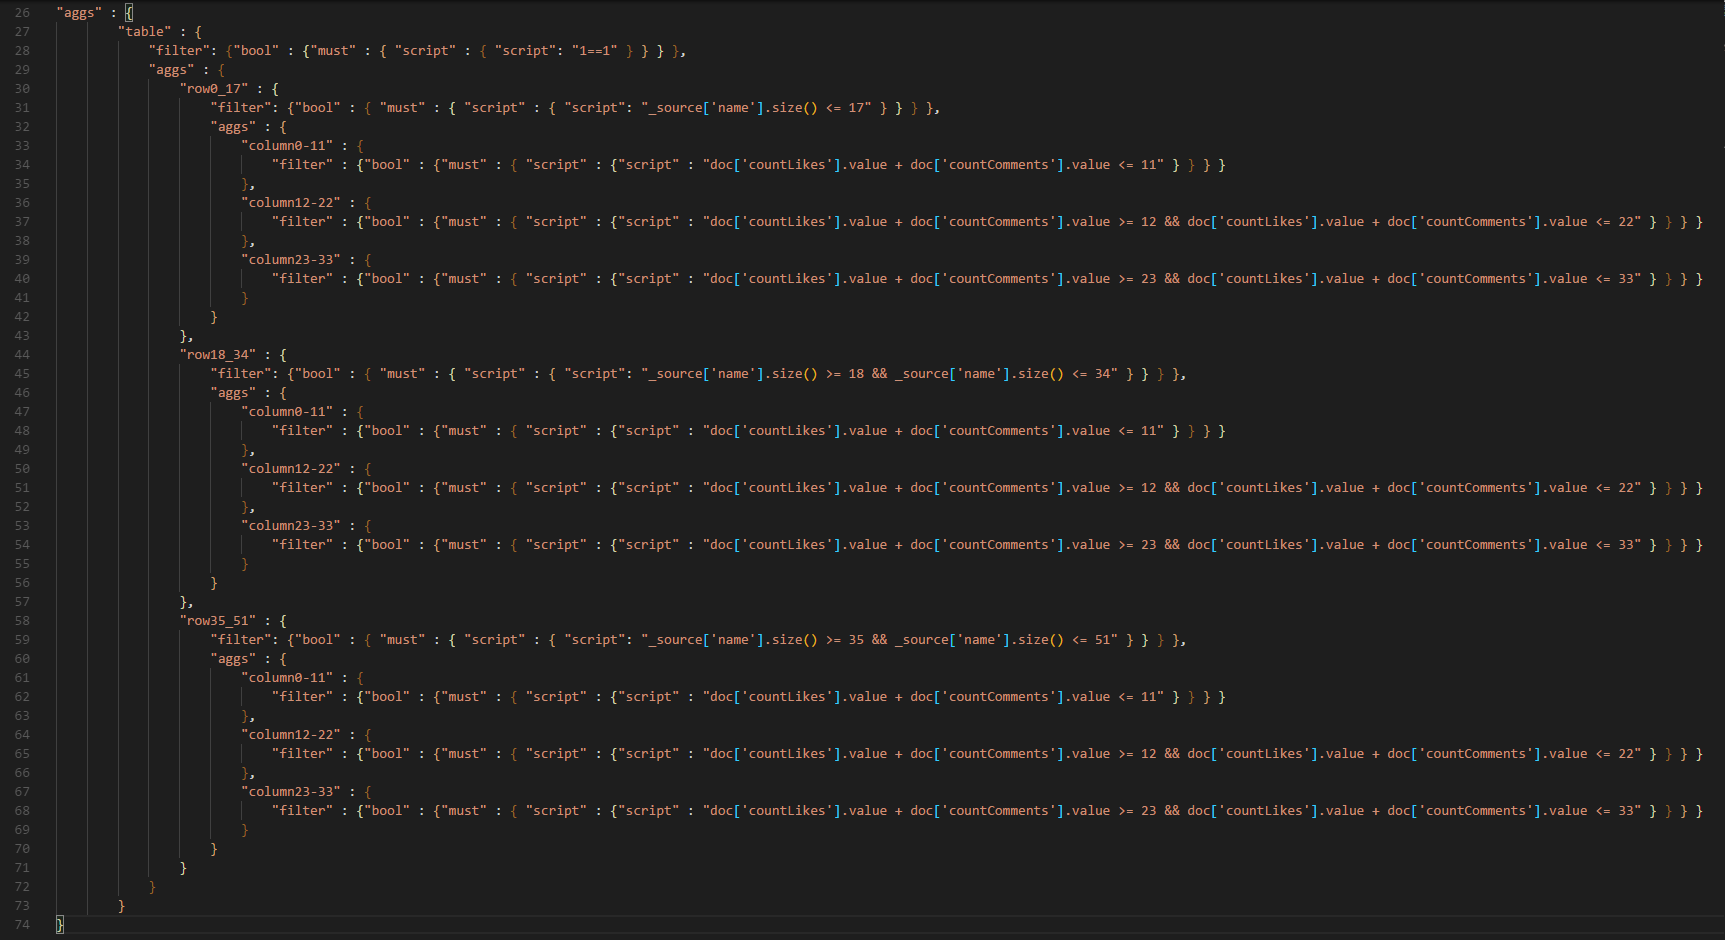 26 "aggs" : {
27 "table" : {
28 "filter": {"bool" : {"must" : { "script" : { "script": "1==1" } } } },
29 "aggs" : {
30 "row0_17" : {
31 "filter": {"bool" : { "must" : { "script" : { "script": "_source['name'].size() <= 17" } } } },
32 "aggs" : {
33 "column0-11" : {
34 "filter" : {"bool" : {"must" : { "script" : {"script" : "doc['countLikes'].value + doc['countComments'].value <= 11" } } } }
35 },
36 "column12-22" : {
37 "filter" : {"bool" : {"must" : { "script" : {"script" : "doc['countLikes'].value + doc['countComments'].value >= 12 && doc['countLikes'].value + doc['countComments'].value <= 22" } } } }
38 },
39 "column23-33" : {
40 "filter" : {"bool" : {"must" : { "script" : {"script" : "doc['countLikes'].value + doc['countComments'].value >= 23 && doc['countLikes'].value + doc['countComments'].value <= 33" } } } }
41 }
42 }
43 },
44 "row18_34" : {
45 "filter": {"bool" : { "must" : { "script" : { "script": "_source['name'].size() >= 18 && _source['name'].size() <= 34" } } } },
46 "aggs" : {
47 "column0-11" : {
48 "filter" : {"bool" : {"must" : { "script" : {"script" : "doc['countLikes'].value + doc['countComments'].value <= 11" } } } }
49 },
50 "column12-22" : {
51 "filter" : {"bool" : {"must" : { "script" : {"script" : "doc['countLikes'].value + doc['countComments'].value >= 12 && doc['countLikes'].value + doc['countComments'].value <= 22" } } } }
52 },
53 "column23-33" : {
54 "filter" : {"bool" : {"must" : { "script" : {"script" : "doc['countLikes'].value + doc['countComments'].value >= 23 && doc['countLikes'].value + doc['countComments'].value <= 33" } } } }
55 }
56 }
57 },
58 "row35_51" : {
59 "filter": {"bool" : { "must" : { "script" : { "script": "_source['name'].size() >= 35 && _source['name'].size() <= 51" } } } },
60 "aggs" : {
61 "column0-11" : {
62 "filter" : {"bool" : {"must" : { "script" : {"script" : "doc['countLikes'].value + doc['countComments'].value <= 11" } } } }
63 },
64 "column12-22" : {
65 "filter" : {"bool" : {"must" : { "script" : {"script" : "doc['countLikes'].value + doc['countComments'].value >= 12 && doc['countLikes'].value + doc['countComments'].value <= 22" } } } }
66 },
67 "column23-33" : {
68 "filter" : {"bool" : {"must" : { "script" : {"script" : "doc['countLikes'].value + doc['countComments'].value >= 23 && doc['countLikes'].value + doc['countComments'].value <= 33" } } } }
69 }
70 }
71 }
72 }
73 }
74 }